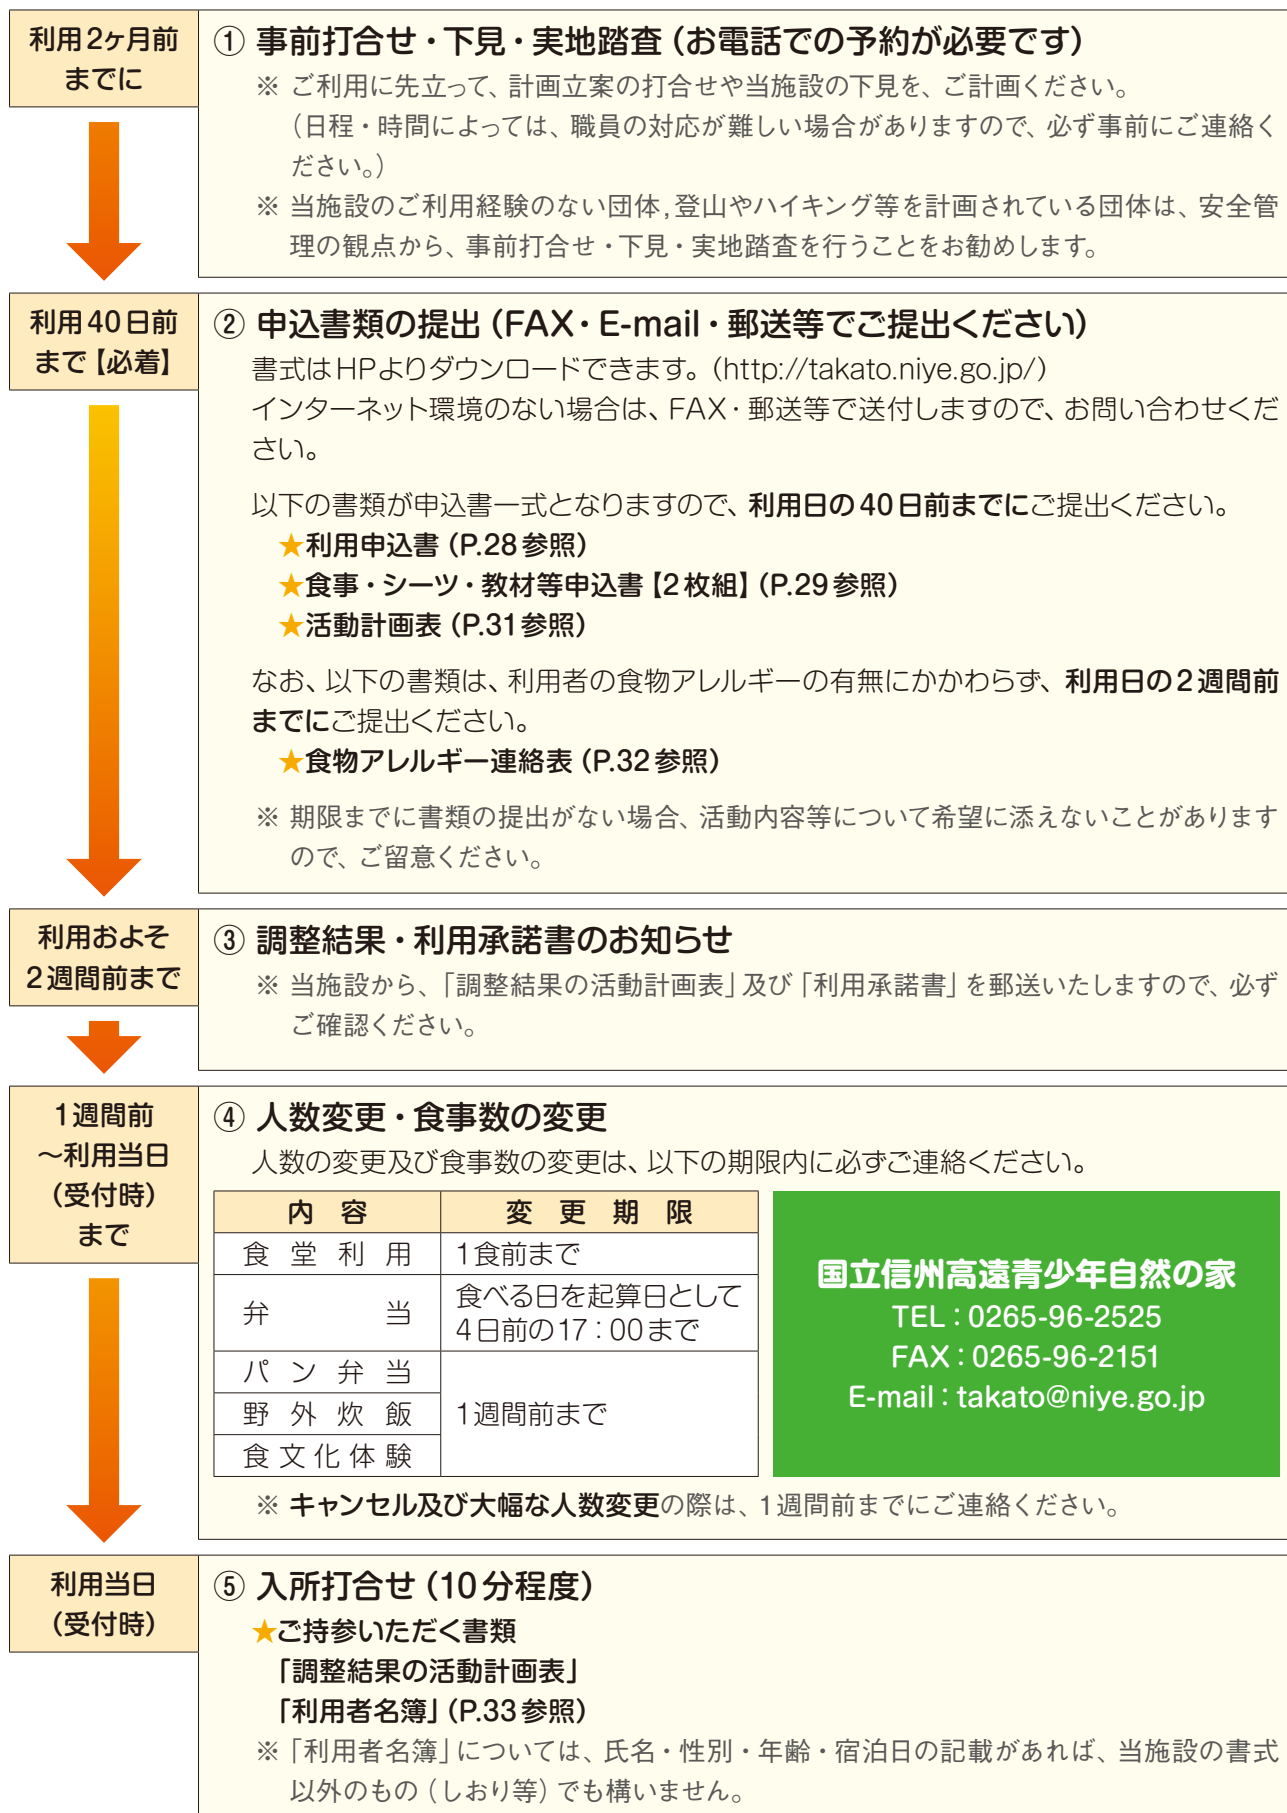 利用2ヶ月前
までに
① 事前打合せ・下見・実地踏査（お電話での予約が必要です）
※ ご利用に先立って、計画立案の打合せや当施設の下見を、ご計画ください。
（日程・時間によっては、職員の対応が難しい場合がありますので、必ず事前にご連絡く
ださい。）
※ 当施設のご利用経験のない団体,登山やハイキング等を計画されている団体は、安全管
理の観点から、事前打合せ・下見・実地踏査を行うことをお勧めします。
利用40日前
まで【必着】
② 申込書類の提出（FAX・E-mail・郵送等でご提出ください）
書式はHPよりダウンロードできます。（http://takato.niye.go.jp/）
インターネット環境のない場合は、FAX・郵送等で送付しますので、お問い合わせくだ
さい。
以下の書類が申込書一式となりますので、利用日の40日前までにご提出ください。
★利用申込書（P.28参照）
★食事・シーツ・教材等申込書【2枚組】（P.29参照）
★活動計画表（P.31参照）
なお、以下の書類は、利用者の食物アレルギーの有無にかかわらず、利用日の2週間前
までにご提出ください。
★食物アレルギー連絡表（P.32参照）
※ 期限までに書類の提出がない場合、活動内容等について希望に添えないことがあります
ので、ご留意ください。
利用およそ
2週間前まで
③ 調整結果・利用承諾書のお知らせ
※ 当施設から、「調整結果の活動計画表」及び「利用承諾書」を郵送いたしますので、必ず
ご確認ください。
1週間前
～利用当日
（受付時）
まで
④ 人数変更・食事数の変更
人数の変更及び食事数の変更は、以下の期限内に必ずご連絡ください。
内 容 変 更 期 限
食 堂 利 用 1食前まで
弁 当 食べる日を起算日として
4日前の17：00まで
パ ン 弁 当
野 外 炊 飯 1週間前まで
食文化体験
国立信州高遠青少年自然の家
TEL：0265-96-2525
FAX：0265-96-2151
E-mail：takato@niye.go.jp
※ キャンセル及び大幅な人数変更の際は、1週間前までにご連絡ください。
利用当日
（受付時）
⑤ 入所打合せ（10分程度）
★ご持参いただく書類
「調整結果の活動計画表」
「利用者名簿」（P.33参照）
※「利用者名簿」については、氏名・性別・年齢・宿泊日の記載があれば、当施設の書式
以外のもの（しおり等）でも構いません。